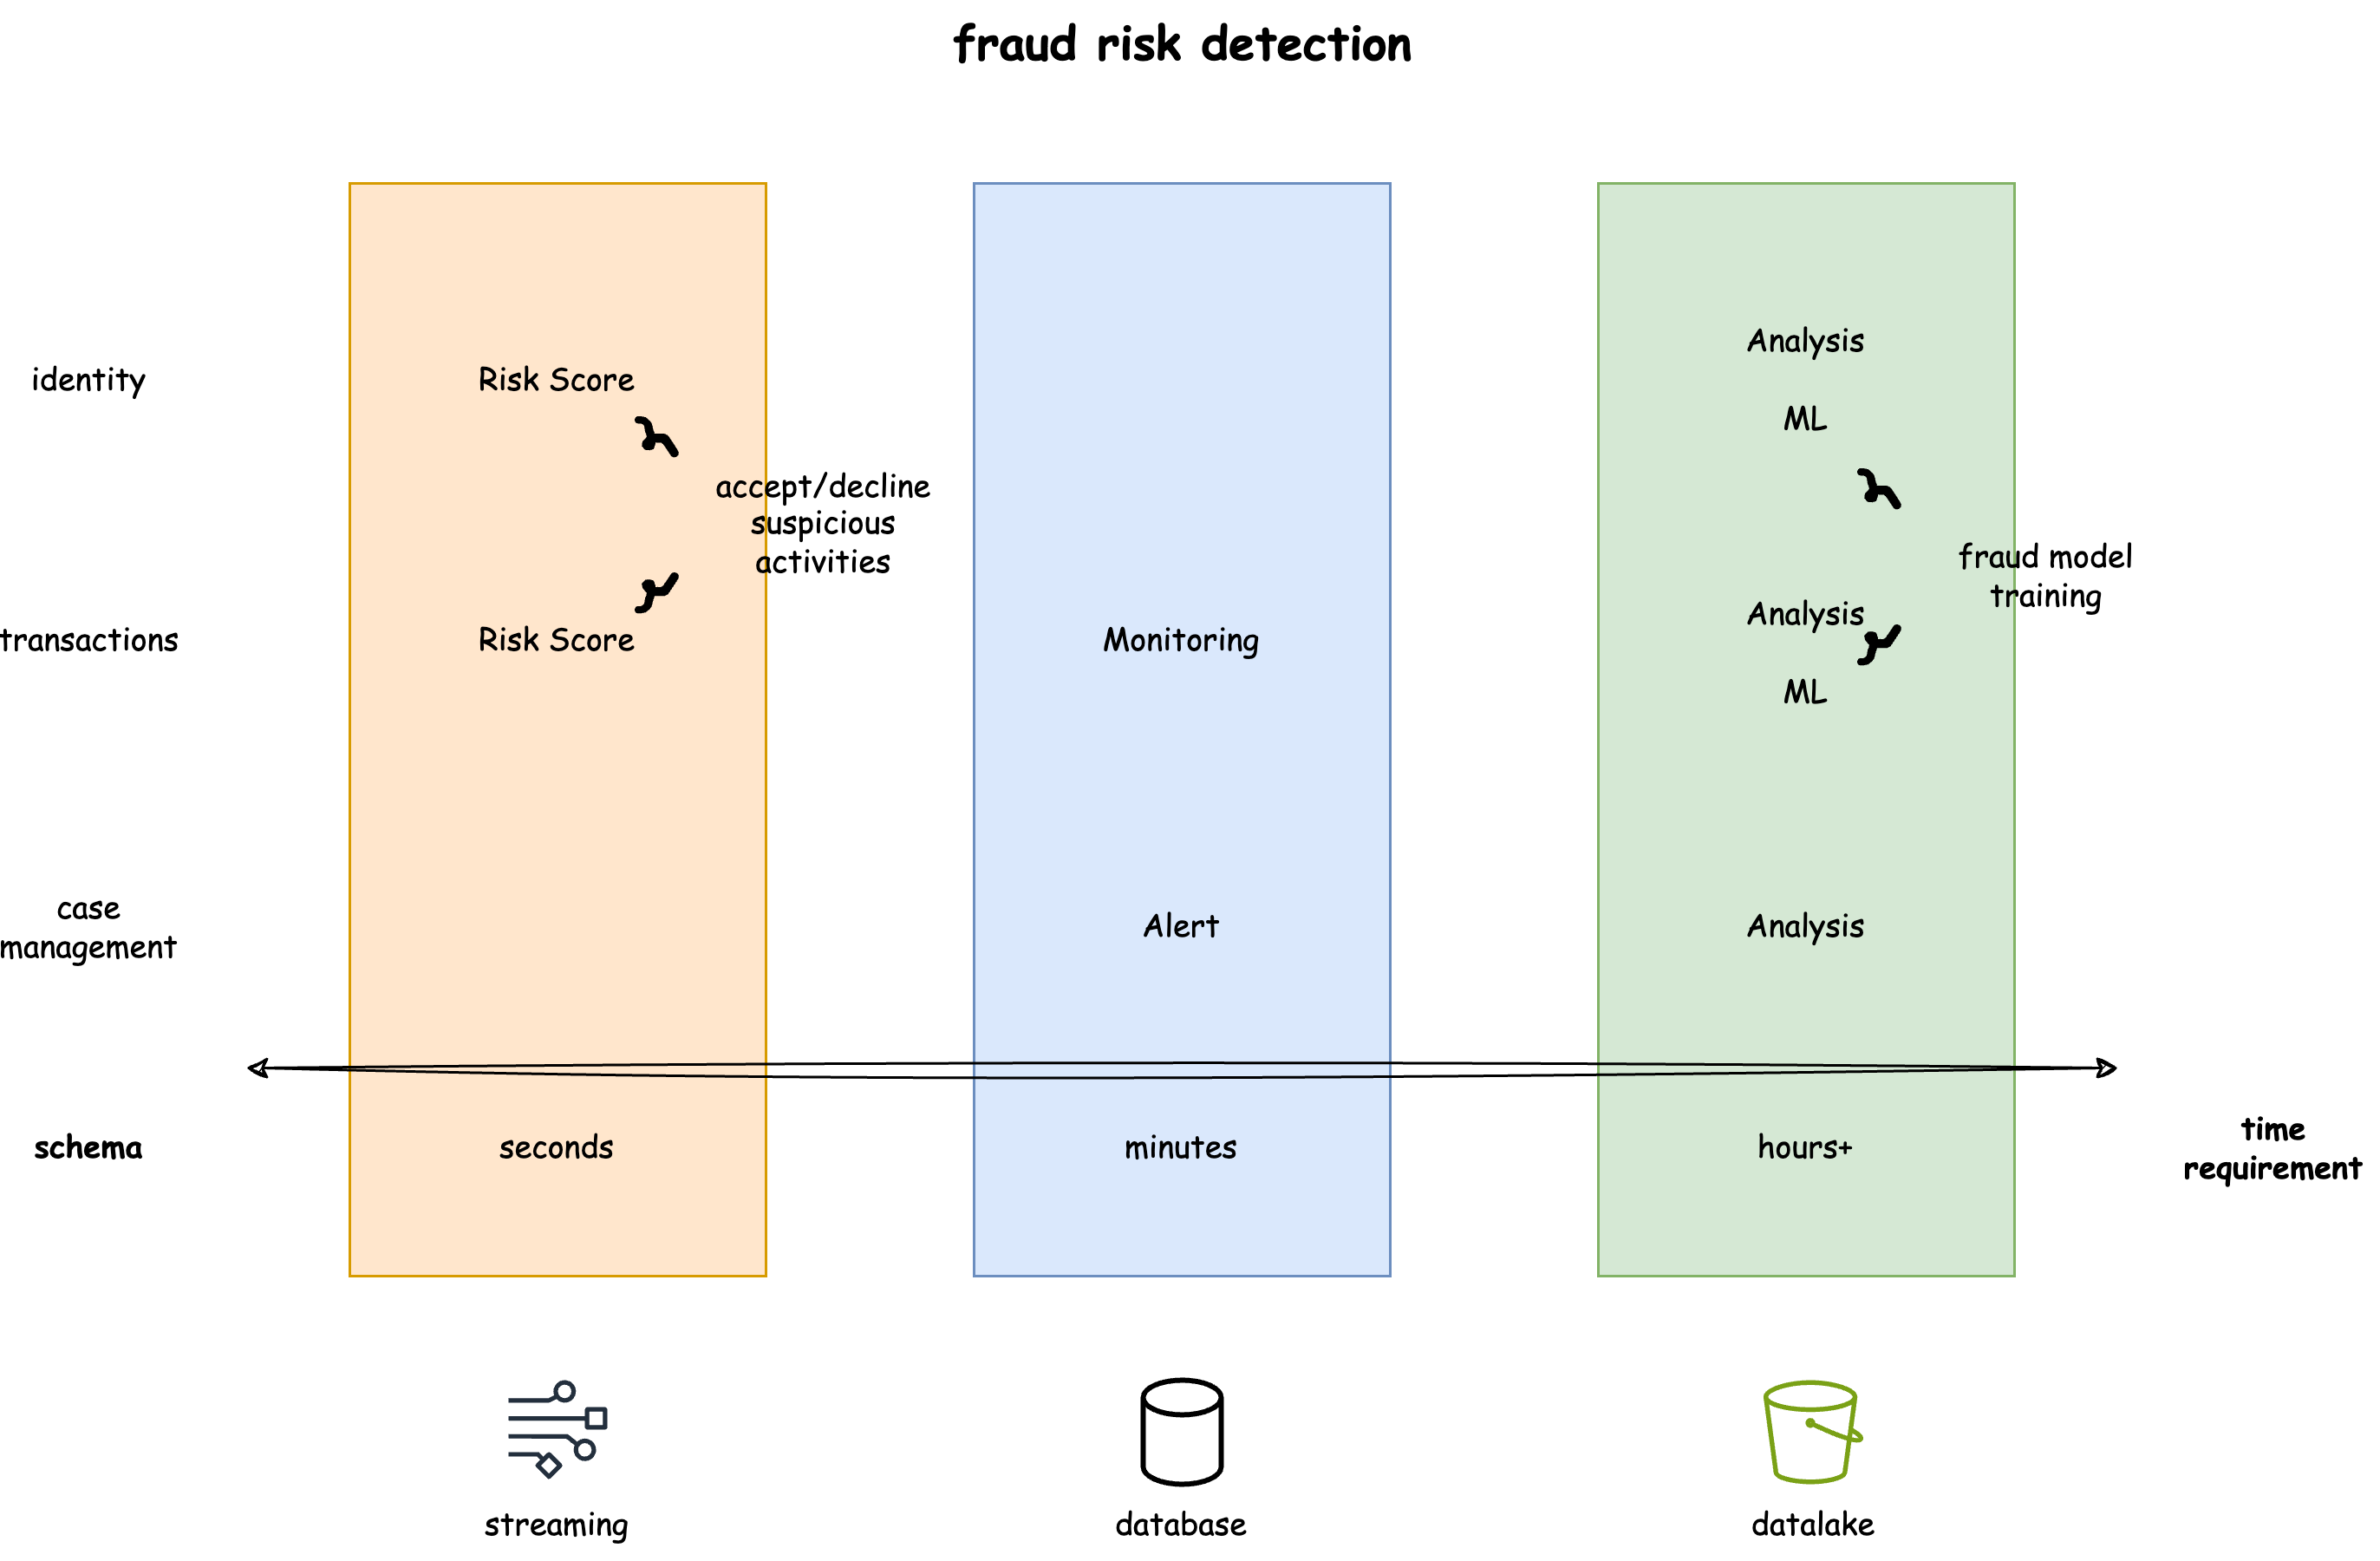 fraud risk detection
Analysis
identity
Risk Score
ML
accept/decline
suspicious
activities
fraud model
training
Analysis
transactions
Risk Score
Monitoring
ML
case
management
Alert
Analysis
schema
seconds
minutes
hours+
time
requirement
streaming
database
datalake